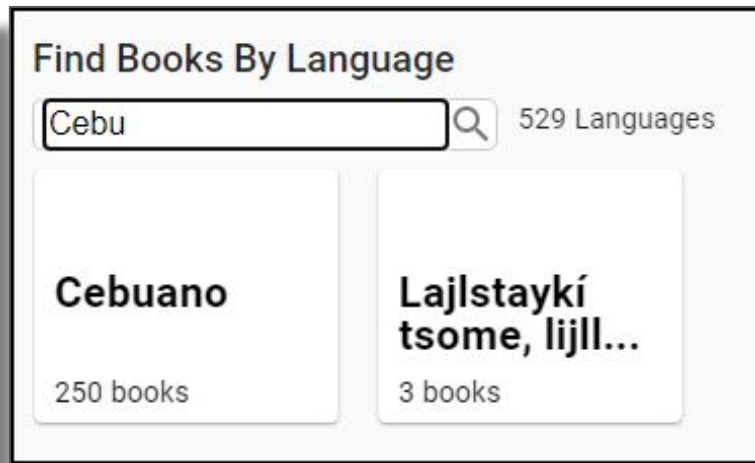 Find Books By Language
Cebu
529 Languages
Cebuano
250 books
Lajlstaykí
tsome, lijll...
3 books